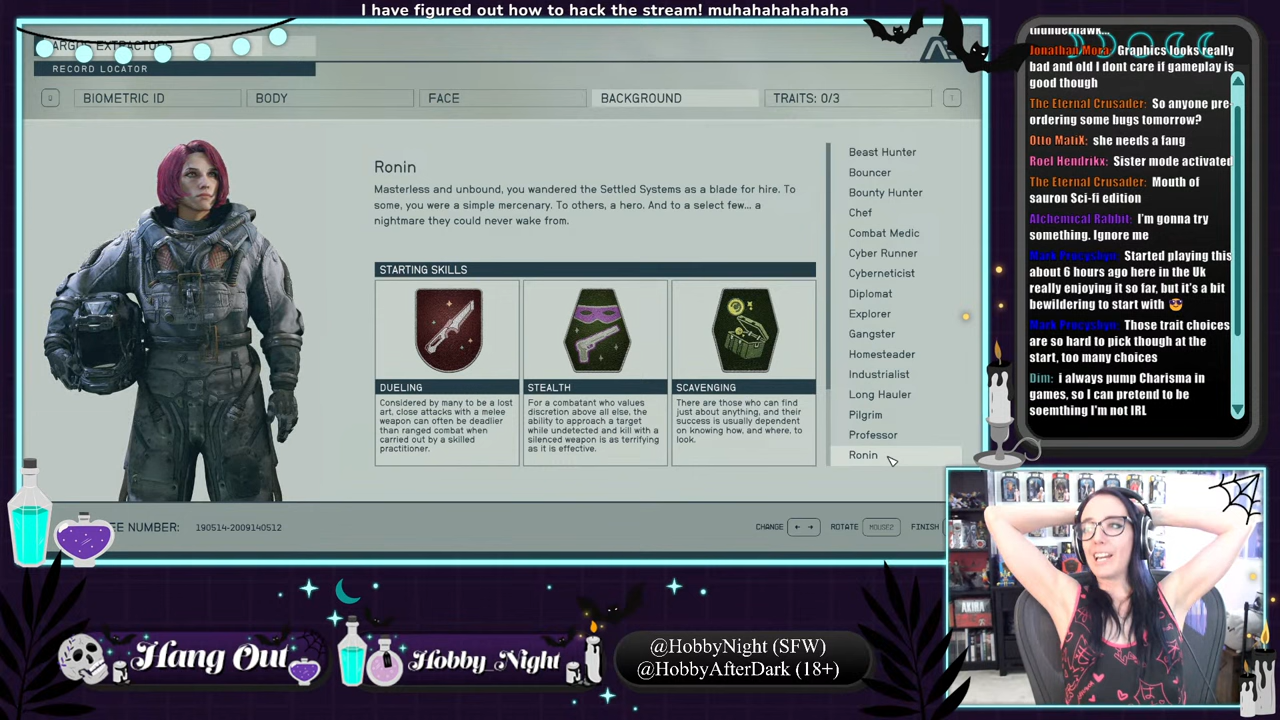 I have figured out how to hack the stream! muhahahahaha
ARGOS EXTRACTORS
RECORD LOCATOR
BIOMETRIC ID
BODY
FACE
BACKGROUND
TRAITS: 0/3
Ronin
Masterless and unbound, you wandered the Settled Systems as a blade for hire. To
some, you were a simple mercenary. To others, a hero. And to a select few... a
nightmare they could never wake from.
STARTING SKILLS
DUELING
Considered by many to be a lost
art, close attacks with a melee
weapon can often be deadlier
than ranged combat when
carried out by a skilled
practitioner.
STEALTH
For a combatant who values
discretion above all else, the
ability to approach a target
while undetected and kill with a
silenced weapon is as terrifying
as it is effective.
SCAVENGING
There are those who can find
just about anything, and their
success is usually dependent
on knowing how, and where, to
look.
Beast Hunter
Bouncer
Bounty Hunter
Chef
Combat Medic
Cyber Runner
Cyberneticist
Diplomat
Explorer
Gangster
Homesteader
Industrialist
Long Hauler
Pilgrim
Professor
Ronin
EE NUMBER: 190514-2009140512
CHANGE ← → ROTATE MOUSE2 FINISH
thunderhawk...
Jonathan Mora: Graphics looks really
bad and old I dont care if gameplay is
good though
The Eternal Crusader: So anyone pre-
ordering some bugs tomorrow?
Otto MatiX: she needs a fang
Roel Hendrikx: Sister mode activated
The Eternal Crusader: Mouth of
sauron Sci-fi edition
Alchemical Rabbit: I'm gonna try
something. Ignore me
Mark Procyshyn: Started playing this
about 6 hours ago here in the Uk
really enjoying it so far, but it's a bit
bewildering to start with
Mark Procyshyn: Those trait choices
are so hard to pick though at the
start, too many choices
Dim: i always pump Charisma in
games, so I can pretend to be
soemthing I'm not IRL
AKIRA
Hang Out
Hobby Night
@HobbyNight (SFW)
@HobbyAfterDark (18+)